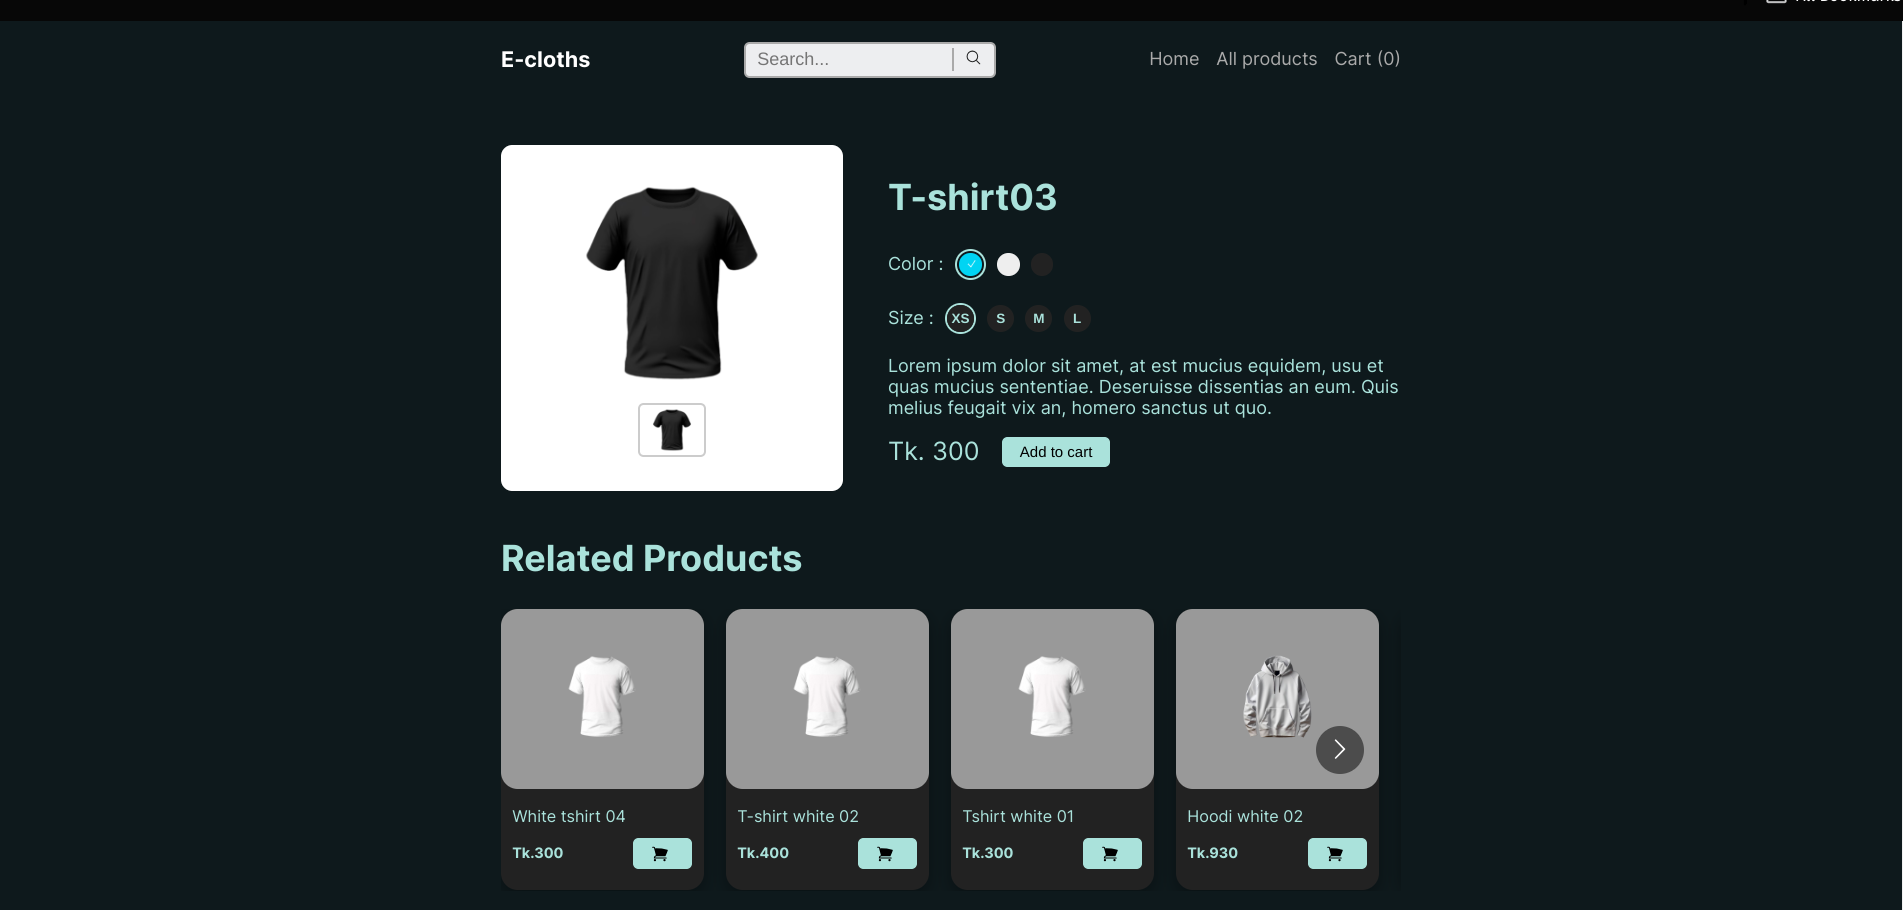 E-cloths
Search...
Home All products Cart (0)
T-shirt03
Color :
Size : XS S M L
Lorem ipsum dolor sit amet, at est mucius equidem, usu et
quas mucius sententiae. Deseruisse dissentias an eum. Quis
melius feugait vix an, homero sanctus ut quo.
Tk. 300 Add to cart
Related Products
White tshirt 04
Tk.300
T-shirt white 02
Tk.400
Tshirt white 01
Tk.300
Hoodi white 02
Tk.930